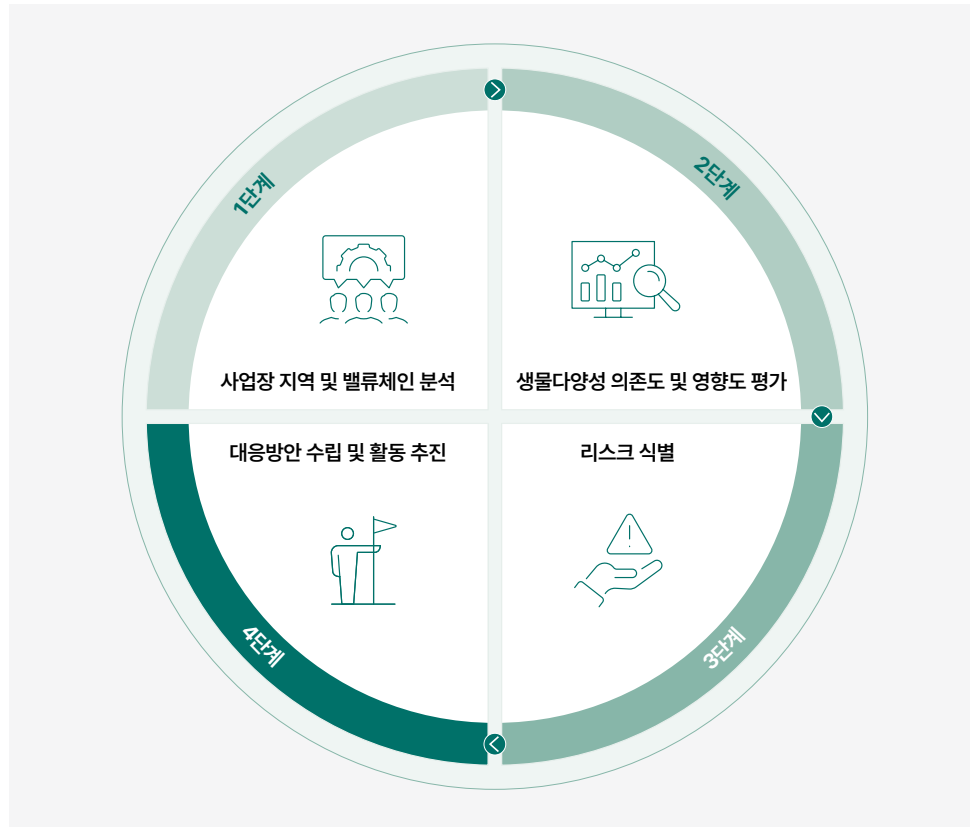 1단계
사업장 지역 및 밸류체인 분석
2단계
생물다양성 의존도 및 영향도 평가
3단계
리스크 식별
4단계
대응방안 수립 및 활동 추진